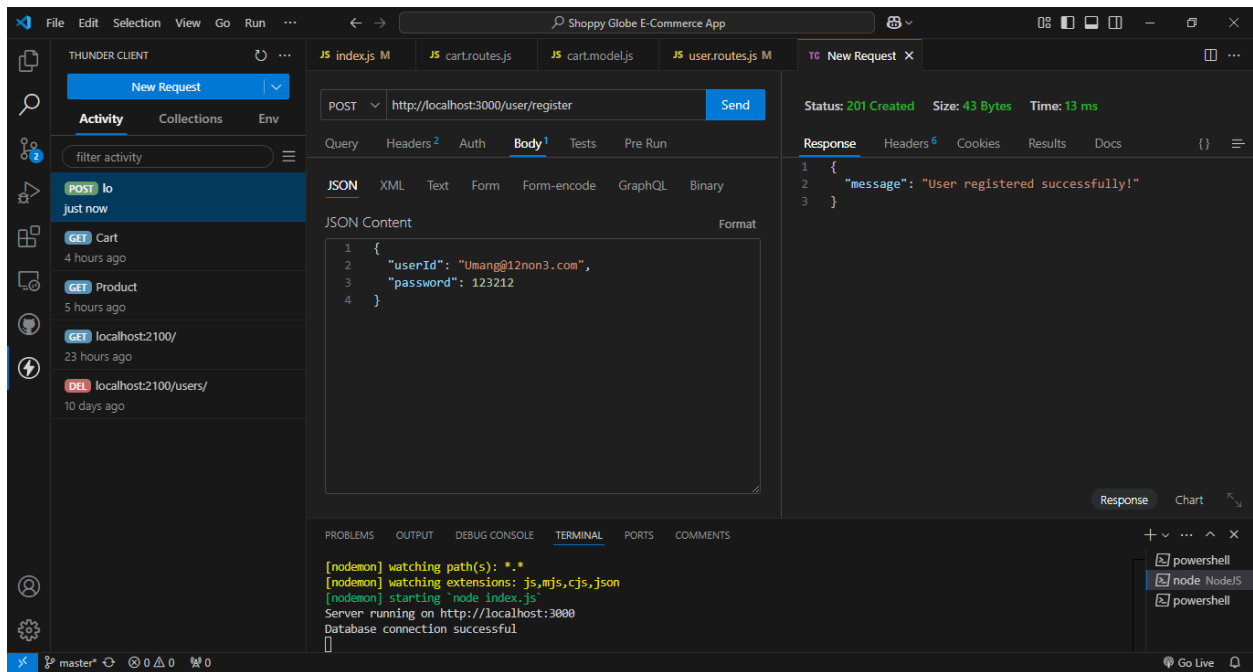 File Edit Selection View Go Run ··· ← → Shoppy Globe E-Commerce App
THUNDER CLIENT
New Request
Activity Collections Env
filter activity
POST lo
just now
GET Cart
4 hours ago
GET Product
5 hours ago
GET localhost:2100/
23 hours ago
DEL localhost:2100/users/
10 days ago
2
JS index.js M JS cart.routes.js JS cart.model.js JS user.routes.js M TC New Request
POST http://localhost:3000/user/register Send
Query Headers 2 Auth Body 1 Tests Pre Run
JSON XML Text Form Form-encode GraphQL Binary
JSON Content Format
1 {
2 "userId": "Umang@12non3.com",
3 "password": 123212
4 }
Status: 201 Created Size: 43 Bytes Time: 13 ms
Response Headers 6 Cookies Results Docs {}
1 {
2 "message": "User registered successfully!"
3 }
Response Chart
PROBLEMS OUTPUT DEBUG CONSOLE TERMINAL PORTS COMMENTS
[nodemon] watching path(s): *.*
[nodemon] watching extensions: js,mjs,cjs,json
[nodemon] starting `node index.js`
Server running on http://localhost:3000
Database connection successful
powershell
node NodeJS
powershell
master* 0 0 0 Go Live